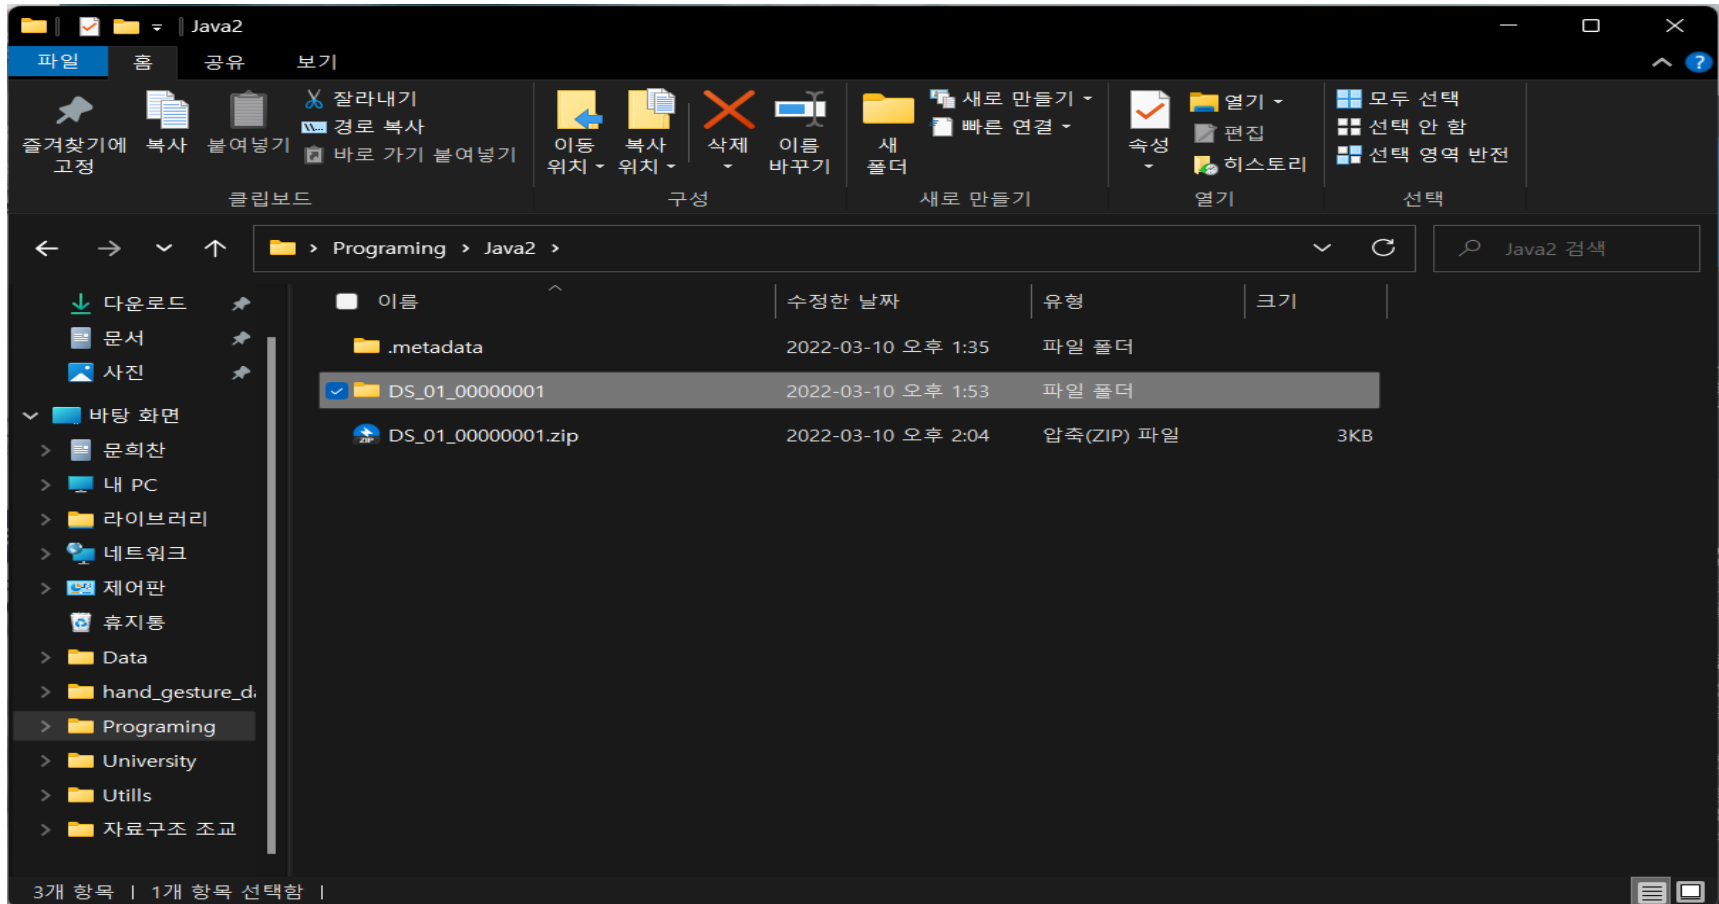 Java2
파일 홈 공유 보기
즐겨찾기에 고정
복사
붙여넣기
잘라내기
경로 복사
바로 가기 붙여넣기
클립보드
이동 위치
복사 위치
삭제
이름 바꾸기
구성
새 폴더
새로 만들기
빠른 연결
새로 만들기
속성
열기
편집
히스토리
열기
모두 선택
선택 안 함
선택 영역 반전
선택
Programing > Java2 >
Java2 검색
다운로드
문서
사진
바탕 화면
문희찬
내 PC
라이브러리
네트워크
제어판
휴지통
Data
Programing
University
Utills
자료구조 조교
이름 수정한 날짜 유형 크기
.metadata 2022-03-10 오후 1:35 파일 폴더
DS_01_00000001 2022-03-10 오후 1:53 파일 폴더
DS_01_00000001.zip 2022-03-10 오후 2:04 압축(ZIP) 파일 3KB
3개 항목 | 1개 항목 선택함 |